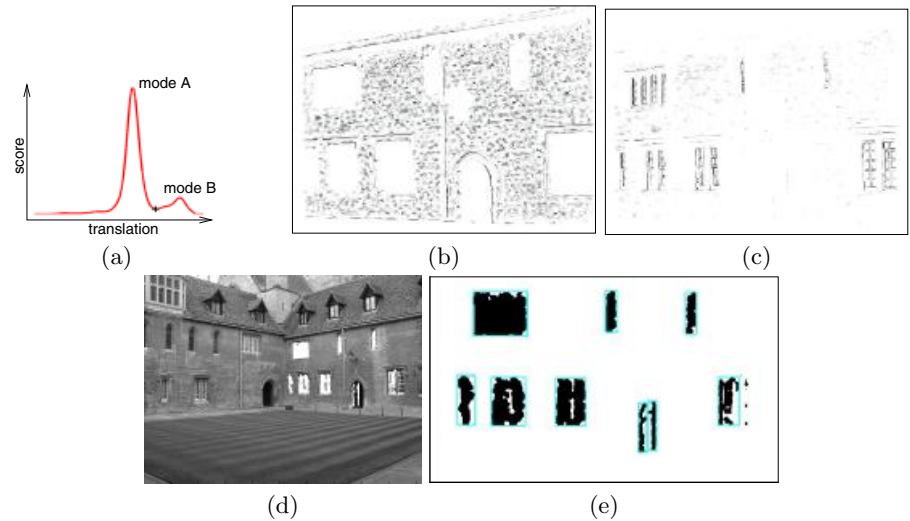 mode A
mode B
score
translation
(a)
(b)
(c)
(d)
(e)